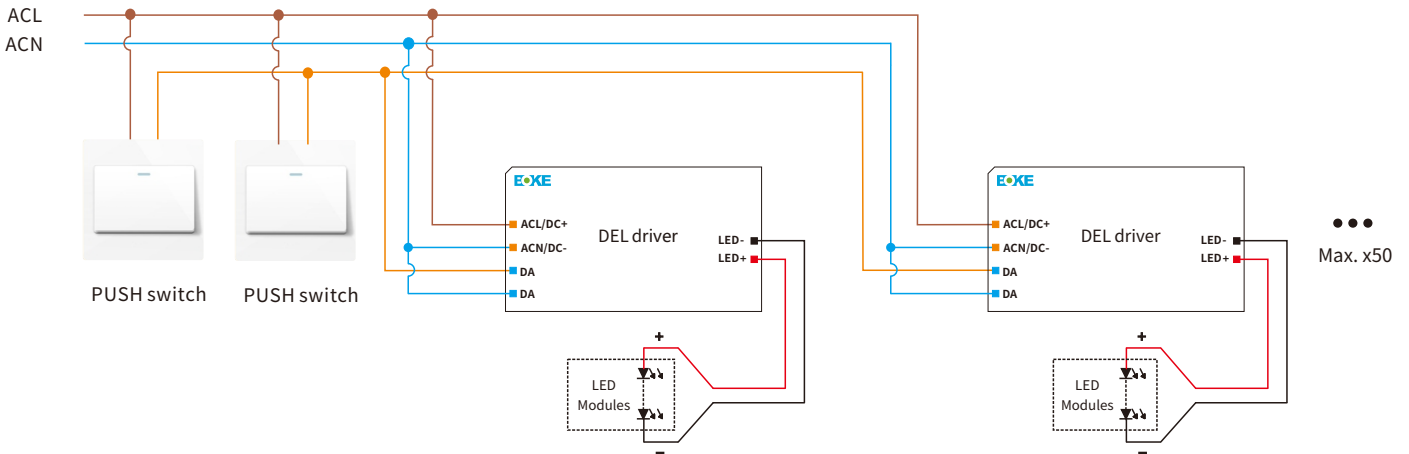 ACL
ACN
PUSH switch
PUSH switch
EOKE
ACL/DC+
ACN/DC-
DA
DA
DEL driver
LED-
LED+
+
LED
Modules
-
EOKE
ACL/DC+
ACN/DC-
DA
DA
DEL driver
LED-
LED+
+
LED
Modules
-
Max. x50